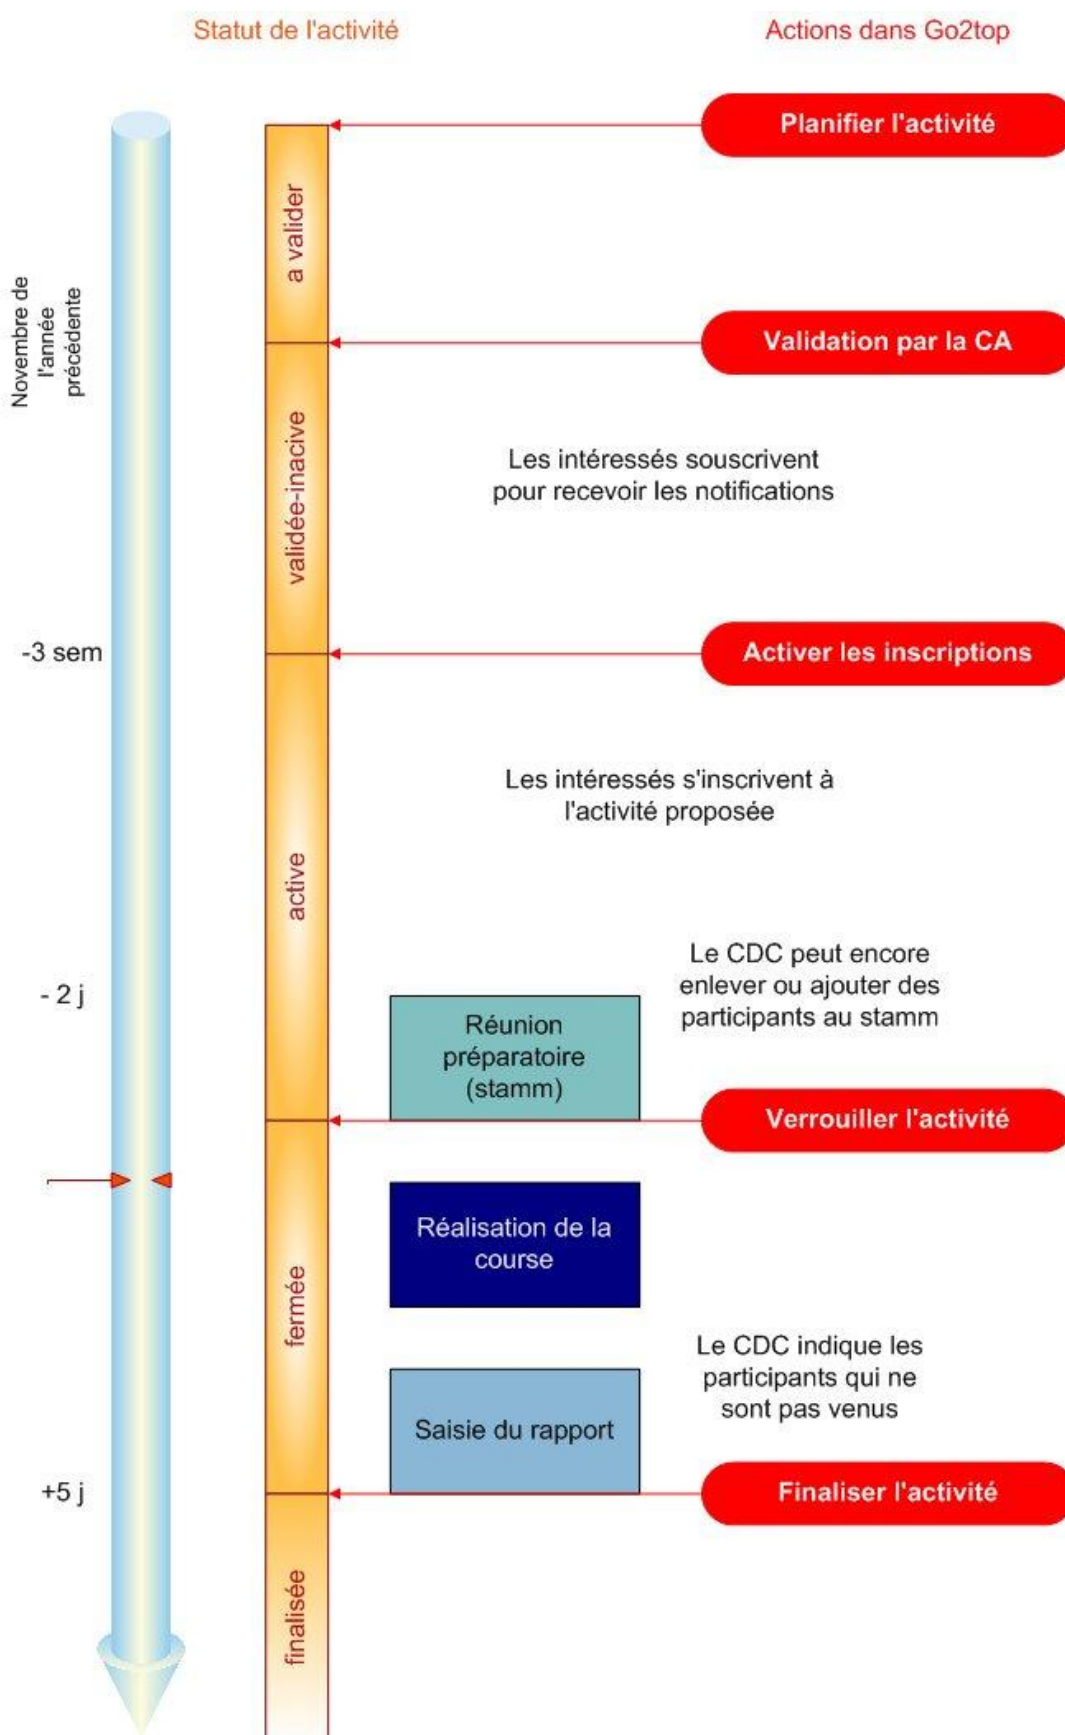 Statut de l'activité
Actions dans Go2top
Planifier l'activité
a valider
Novembre de
l'année
précédente
Validation par la CA
validée-inacive
Les intéressés souscrivent
pour recevoir les notifications
-3 sem
Activer les inscriptions
Les intéressés s'inscrivent à
l'activité proposée
active
Le CDC peut encore
enlever ou ajouter des
participants au stamm
- 2 j
Réunion
préparatoire
(stamm)
Verrouiller l'activité
Réalisation de la
course
fermée
Le CDC indique les
participants qui ne
sont pas venus
Saisie du rapport
+5 j
Finaliser l'activité
finalisée